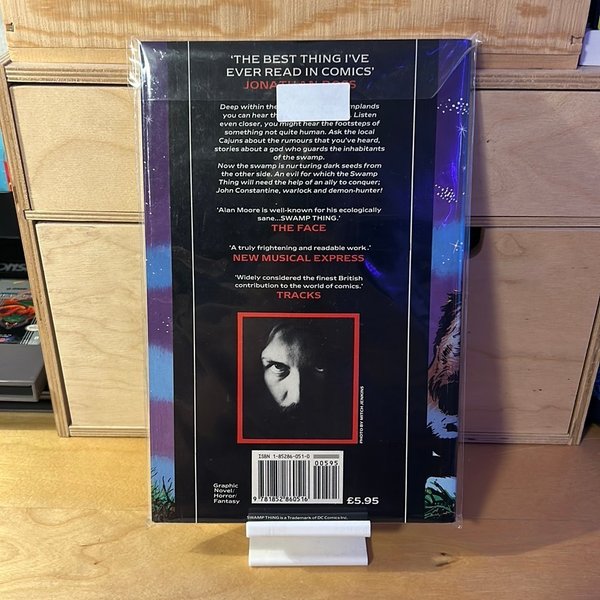 'THE BEST THING I'VE
EVER READ IN COMICS'
JONATHAN ROSS
Deep within the mplands
you can hear th . Listen
even closer, you might hear the footsteps of
something not quite human. Ask the local
Cajuns about the rumours that you've heard,
stories about a god who guards the inhabitants
of the swamp.
Now the swamp is nurturing dark seeds from
the other side. An evil for which the Swamp
Thing will need the help of an ally to conquer;
John Constantine, warlock and demon-hunter!
'Alan Moore is well-known for his ecologically
sane...SWAMP THING.'
THE FACE
'A truly frightening and readable work.'
NEW MUSICAL EXPRESS
'Widely considered the finest British
contribution to the world of comics.'
TRACKS
PHOTO BY MITCH JENKINS
ISBN 1-85286-051-0
00595
Graphic
Novel/
Horror/
Fantasy
9 781852 860516
£5.95
SWAMP THING is a Trademark of DC Comics Inc.